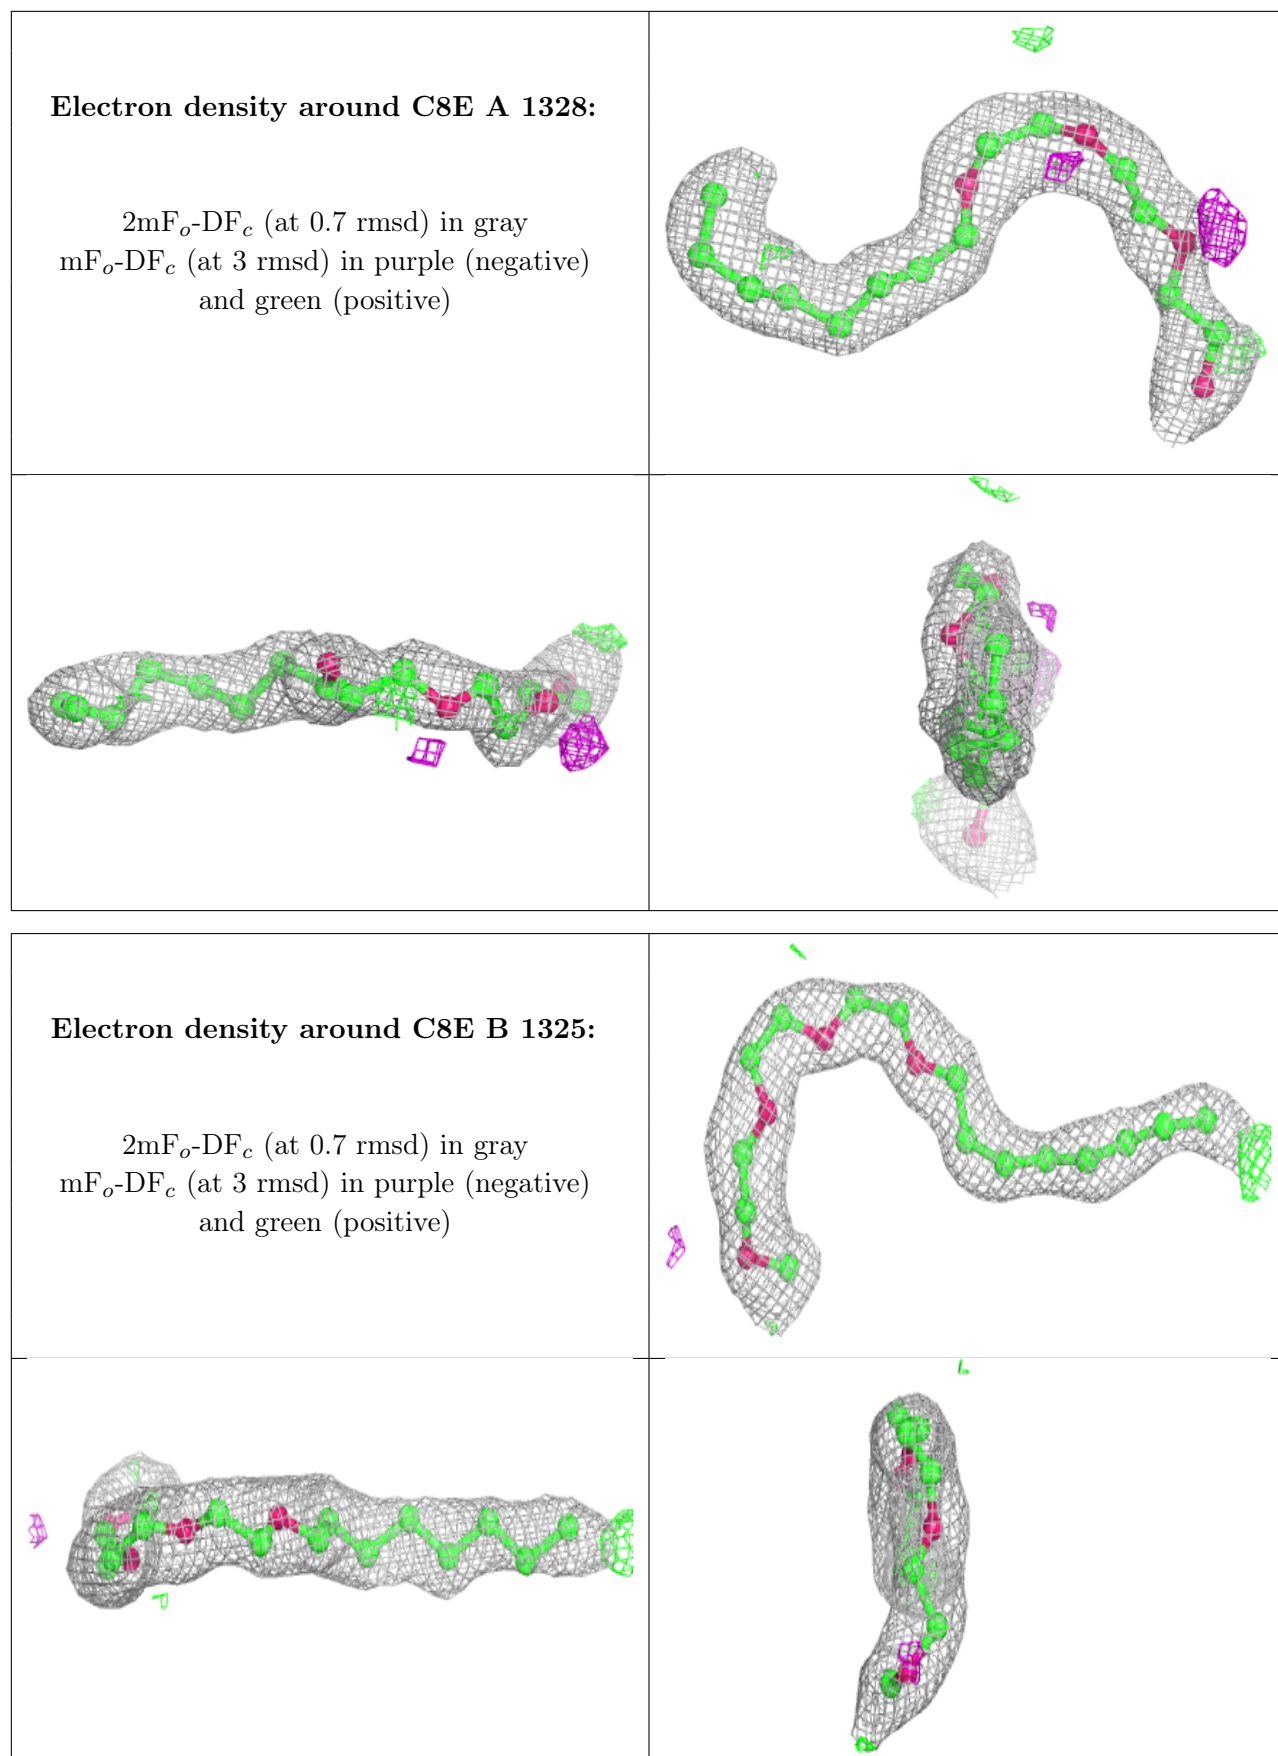 Electron density around C8E A 1328:
2mFo-DFc (at 0.7 rmsd) in gray
mFo-DFc (at 3 rmsd) in purple (negative)
and green (positive)
Electron density around C8E B 1325:
2mFo-DFc (at 0.7 rmsd) in gray
mFo-DFc (at 3 rmsd) in purple (negative)
and green (positive)